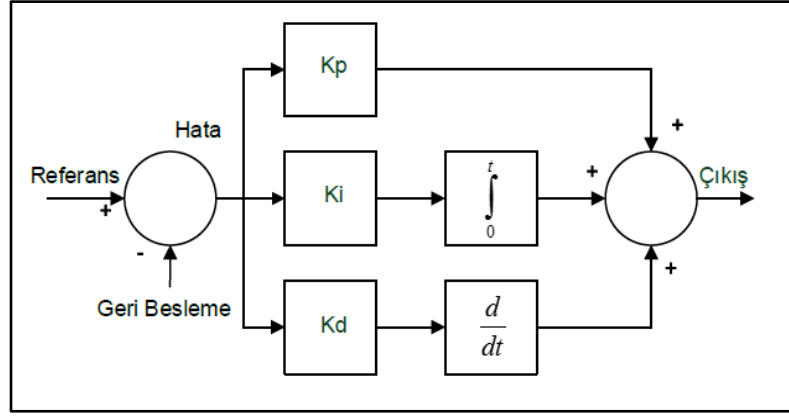 Kp
+
Hata
Referans
+
-
Geri Besleme
Ki
t
∫
0
+
Çıkış
Kd
d
dt
+